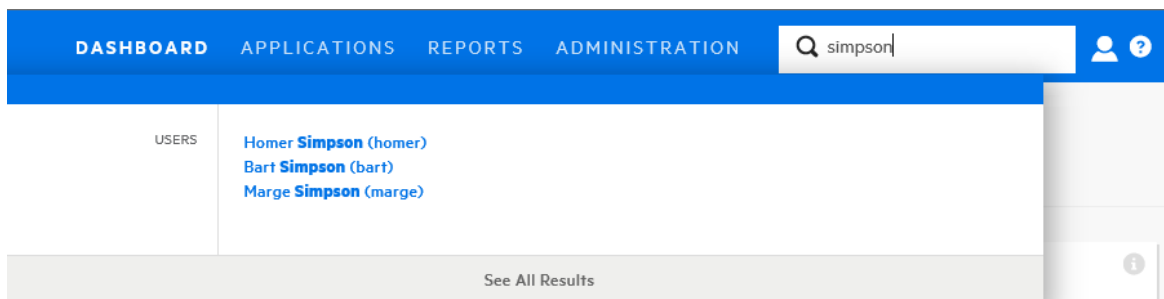 DASHBOARD APPLICATIONS REPORTS ADMINISTRATION simpson ?
USERS
Homer Simpson (homer)
Bart Simpson (bart)
Marge Simpson (marge)
See All Results
i